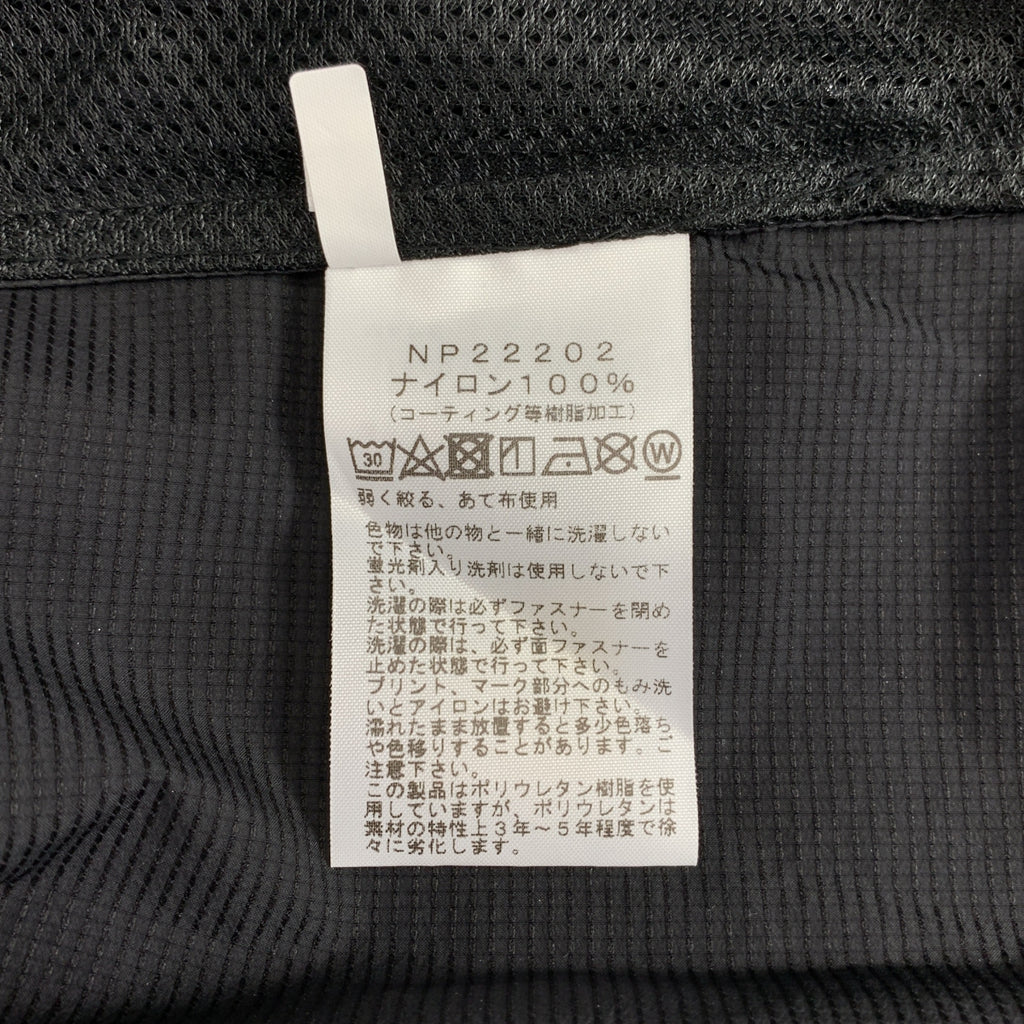 NP22202
ナイロン100%
（コーティング等樹脂加工）
30 W
弱く絞る、あて布使用
色物は他の物と一緒に洗濯しない
で下さい。
蛍光剤入り洗剤は使用しないで下
さい。
洗濯の際は必ずファスナーを閉め
た状態で行って下さい。
洗濯の際は、必ず面ファスナーを
止めた状態で行って下さい。
プリント、マーク部分へのもみ洗
いとアイロンはお避け下さい。
濡れたまま放置すると多少色落ち
や色移りすることがあります。ご
注意下さい。
この製品はポリウレタン樹脂を使
用していますが、ポリウレタンは
素材の特性上3年～5年程度で徐
々に劣化します。